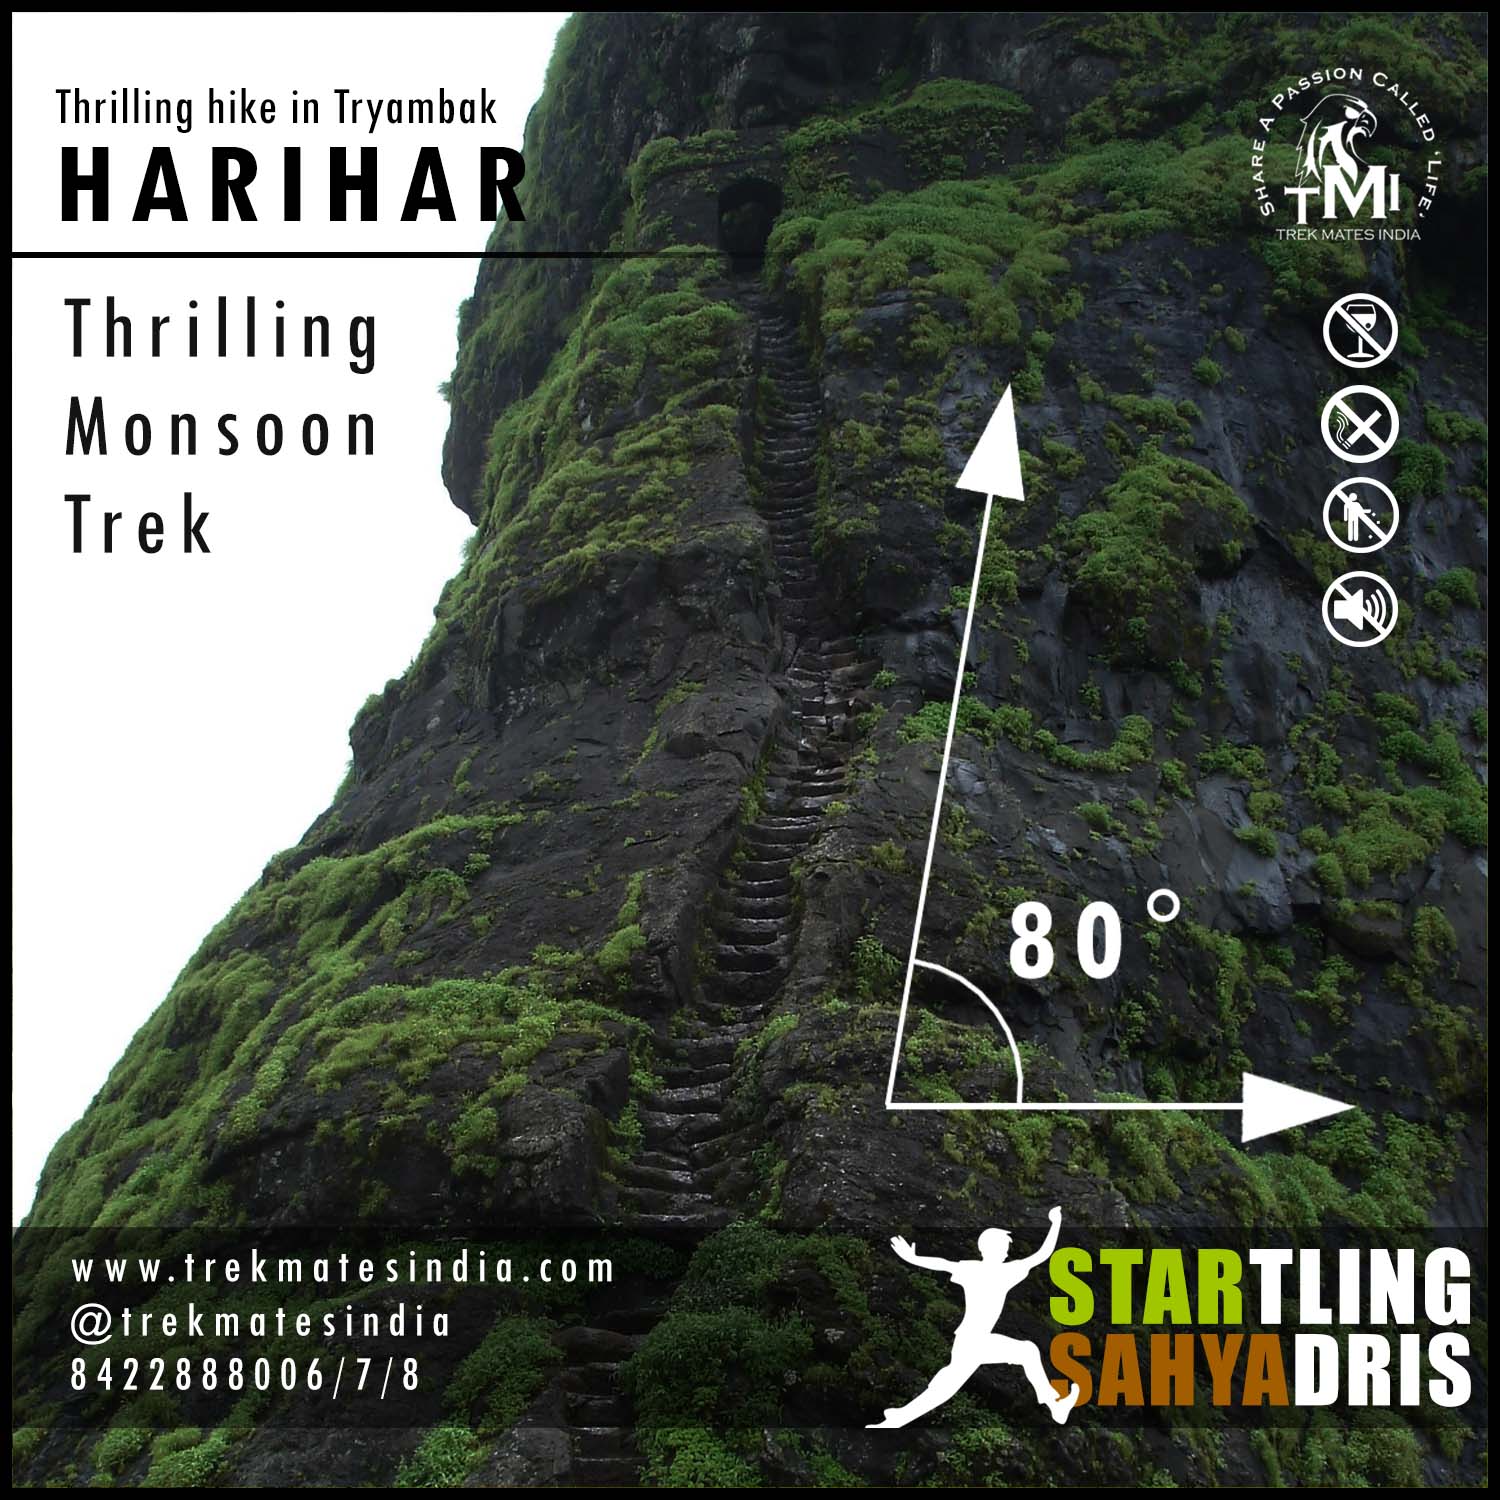 Thrilling hike in Tryambak
HARIHAR
Thrilling
Monsoon
Trek
SHARE A PASSION CALLED 'LIFE'
TMI
TREK MATES INDIA
80°
www.trekmatesindia.com
@trekmatesindia
8422888006/7/8
STARTLING
SAHYADRIS